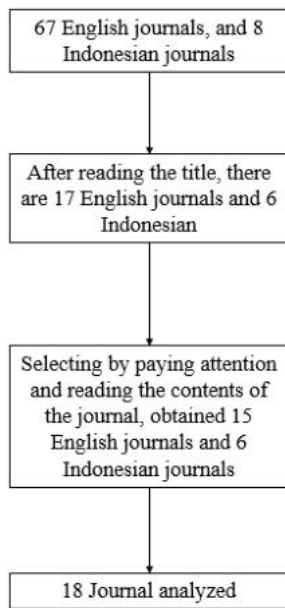 67 English journals, and 8
Indonesian journals
After reading the title, there
are 17 English journals and 6
Indonesian
Selecting by paying attention
and reading the contents of
the journal, obtained 15
English journals and 6
Indonesian journals
18 Journal analyzed